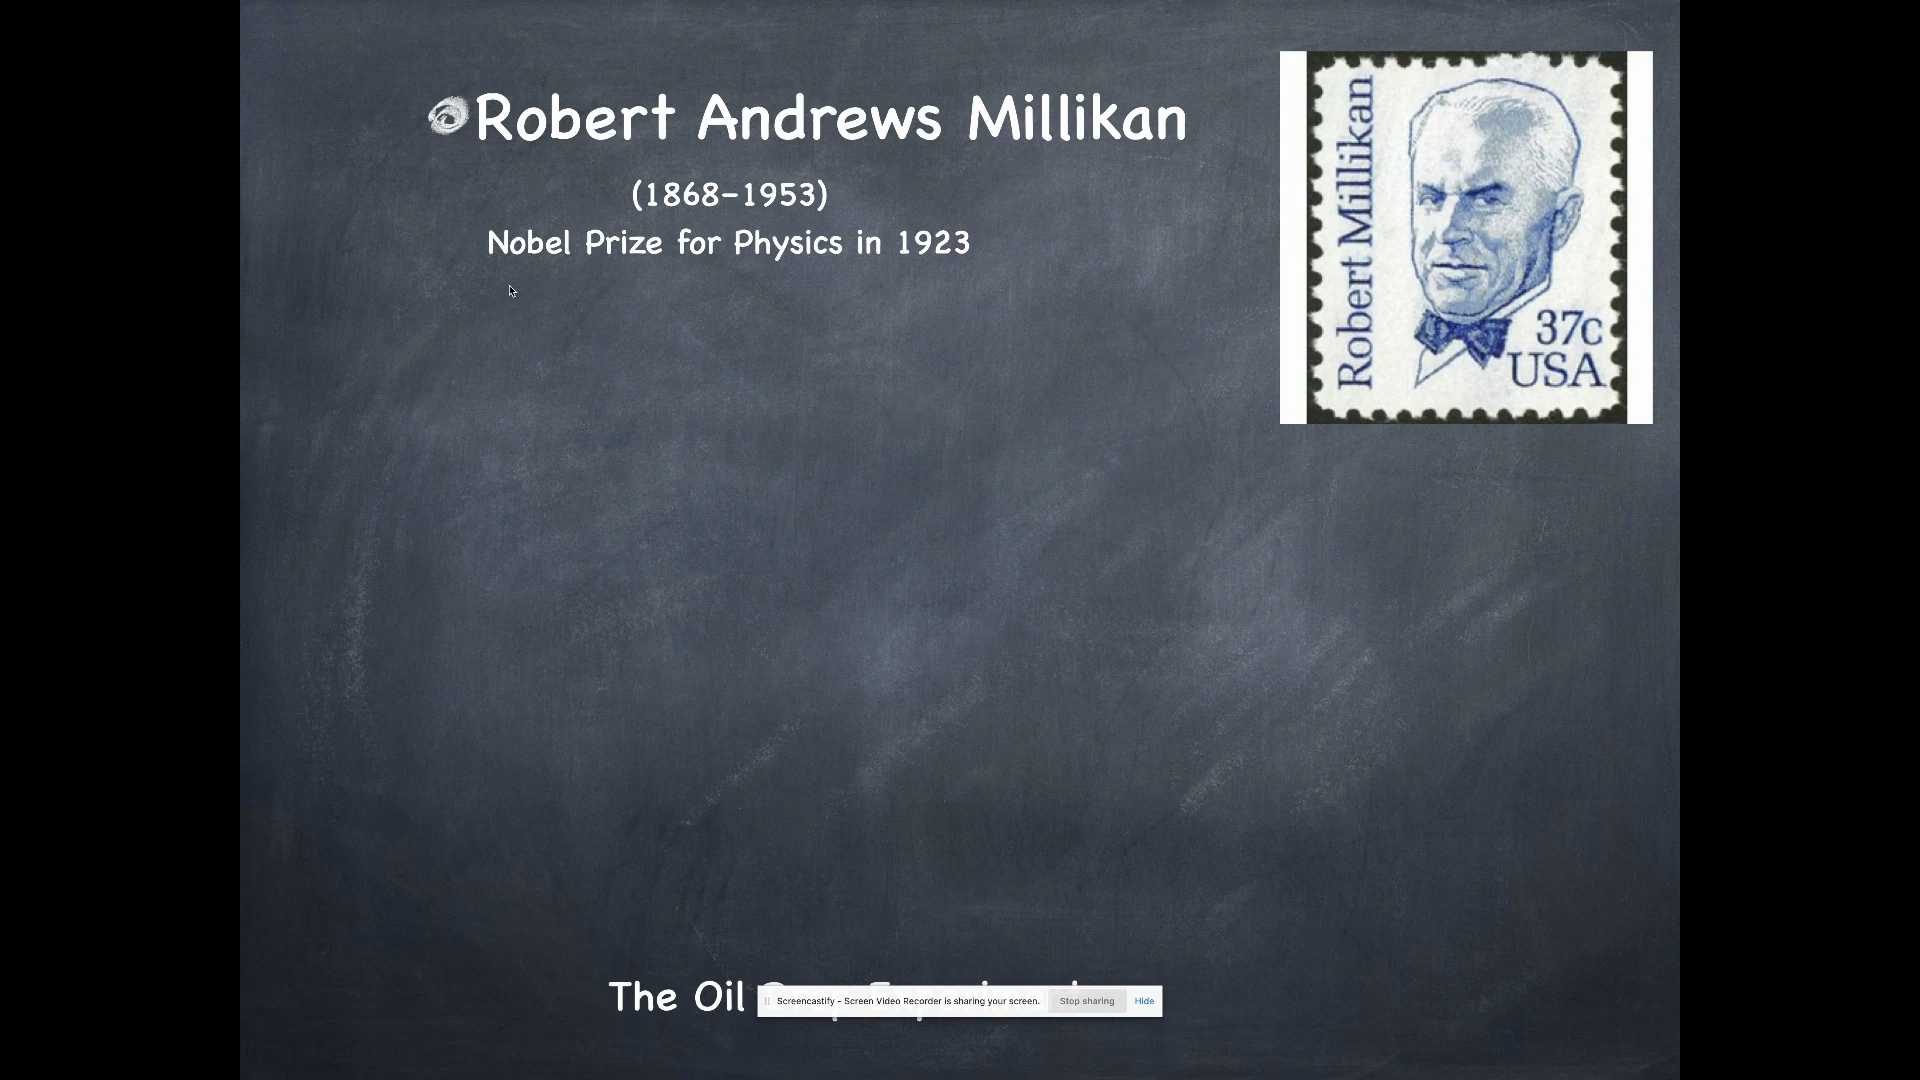 Robert Andrews Millikan
(1868-1953)
Nobel Prize for Physics in 1923
Robert Millikan
37c
USA
The Oil
Screencastify - Screen Video Recorder is sharing your screen.
Stop sharing
Hide